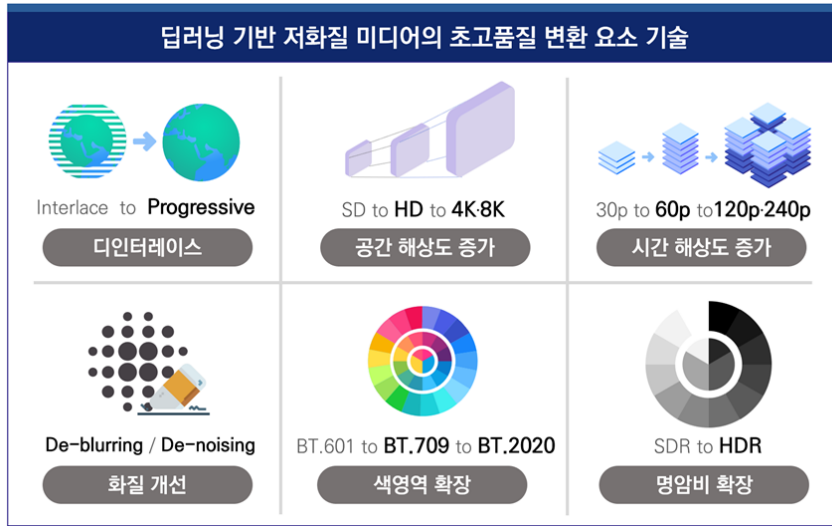 딥러닝 기반 저화질 미디어의 초고품질 변환 요소 기술
Interlace to Progressive
디인터레이스
SD to HD to 4K·8K
공간 해상도 증가
30p to 60p to120p·240p
시간 해상도 증가
De-blurring / De-noising
화질 개선
BT.601 to BT.709 to BT.2020
색영역 확장
SDR to HDR
명암비 확장